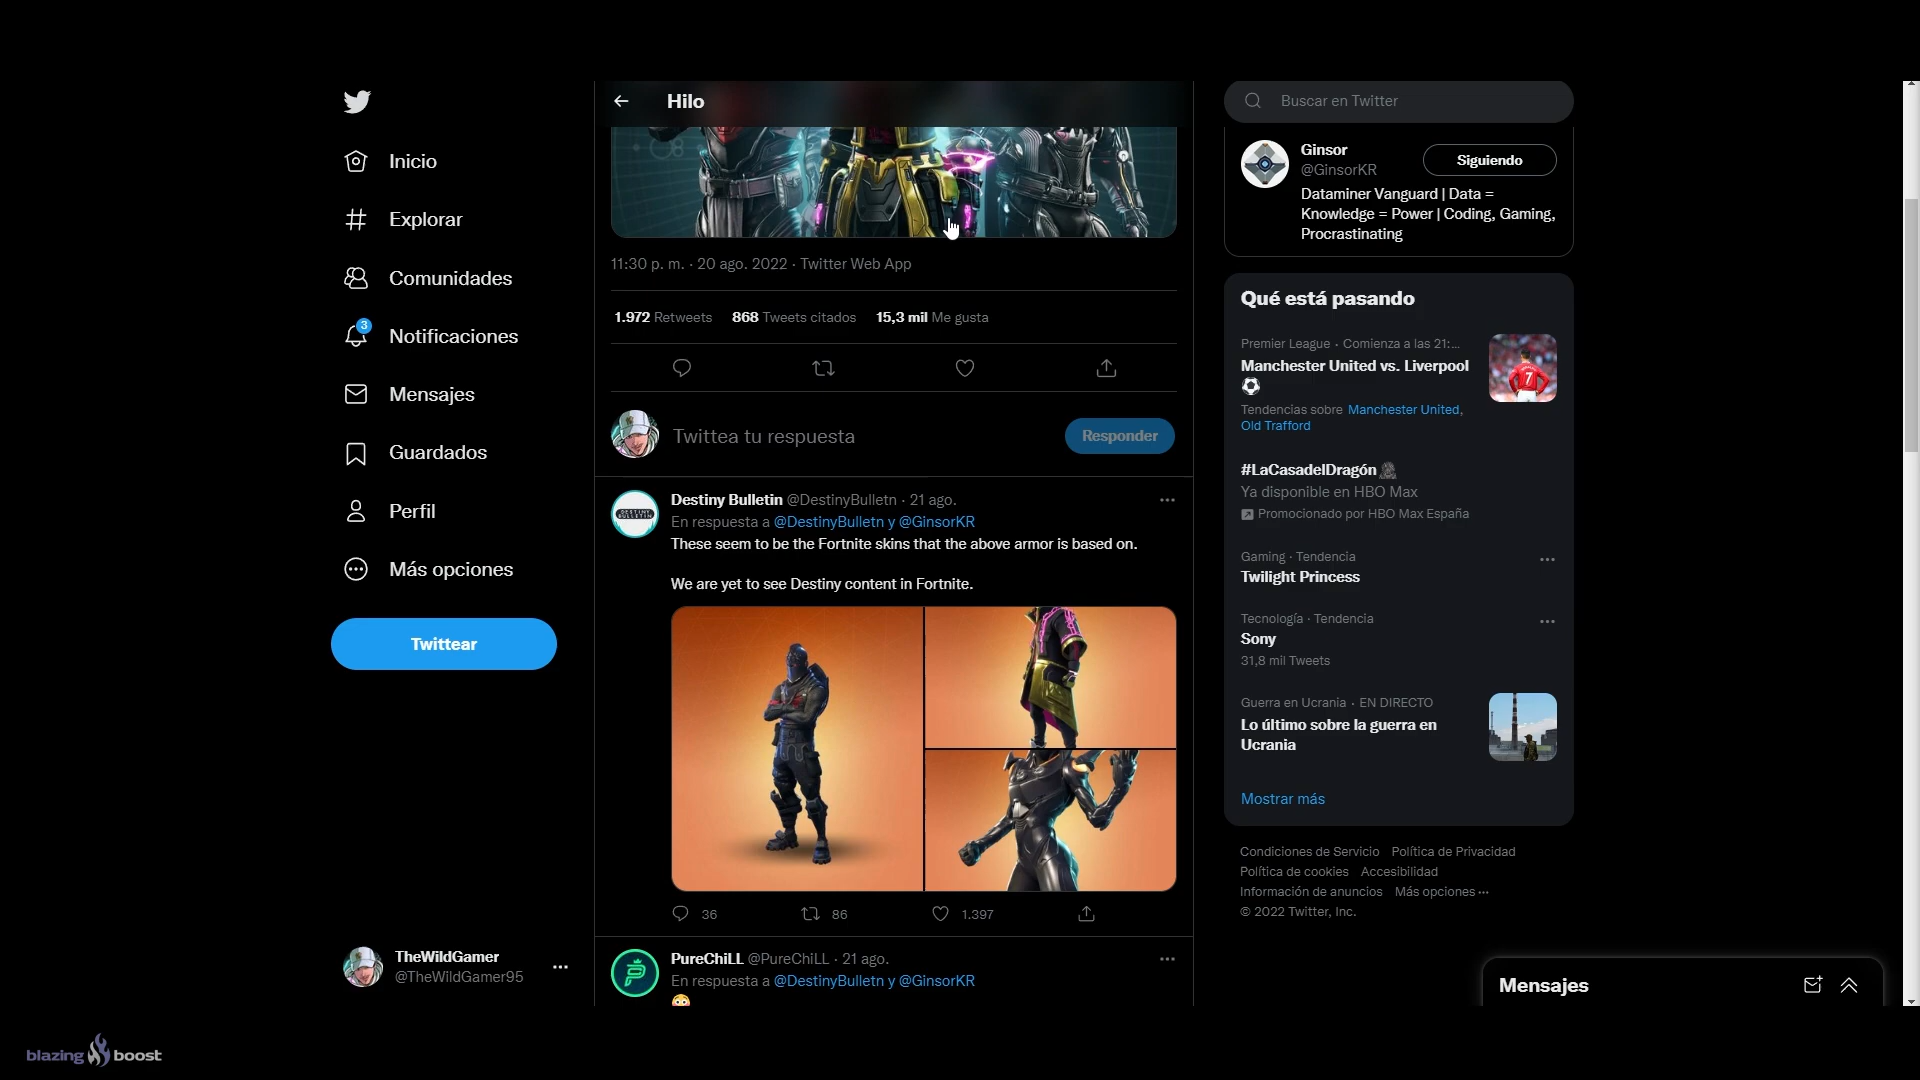 Inicio
Explorar
Comunidades
3
Notificaciones
Mensajes
Guardados
Perfil
Más opciones
Twittear
TheWildGamer
@TheWildGamer95
Hilo
11:30 p. m. · 20 ago. 2022 · Twitter Web App
1.972 Retweets 868 Tweets citados 15,3 mil Me gusta
Twittea tu respuesta
Responder
DESTINY
BULLETIN
Destiny Bulletin @DestinyBulletn · 21 ago.
En respuesta a @DestinyBulletn y @GinsorKR
These seem to be the Fortnite skins that the above armor is based on.
We are yet to see Destiny content in Fortnite.
36 86 1.397
PureChiLL @PureChiLL · 21 ago.
En respuesta a @DestinyBulletn y @GinsorKR
Buscar en Twitter
Ginsor
@GinsorKR
Siguiendo
Dataminer Vanguard | Data =
Knowledge = Power | Coding, Gaming,
Procrastinating
Qué está pasando
Premier League · Comienza a las 21:...
Manchester United vs. Liverpool
7
Tendencias sobre Manchester United,
Old Trafford
#LaCasadelDragón
Ya disponible en HBO Max
Promocionado por HBO Max España
Gaming · Tendencia
Twilight Princess
Tecnología · Tendencia
Sony
31,8 mil Tweets
Guerra en Ucrania · EN DIRECTO
Lo último sobre la guerra en
Ucrania
Mostrar más
Condiciones de Servicio Política de Privacidad
Política de cookies Accesibilidad
Información de anuncios Más opciones ···
© 2022 Twitter, Inc.
Mensajes
blazing boost